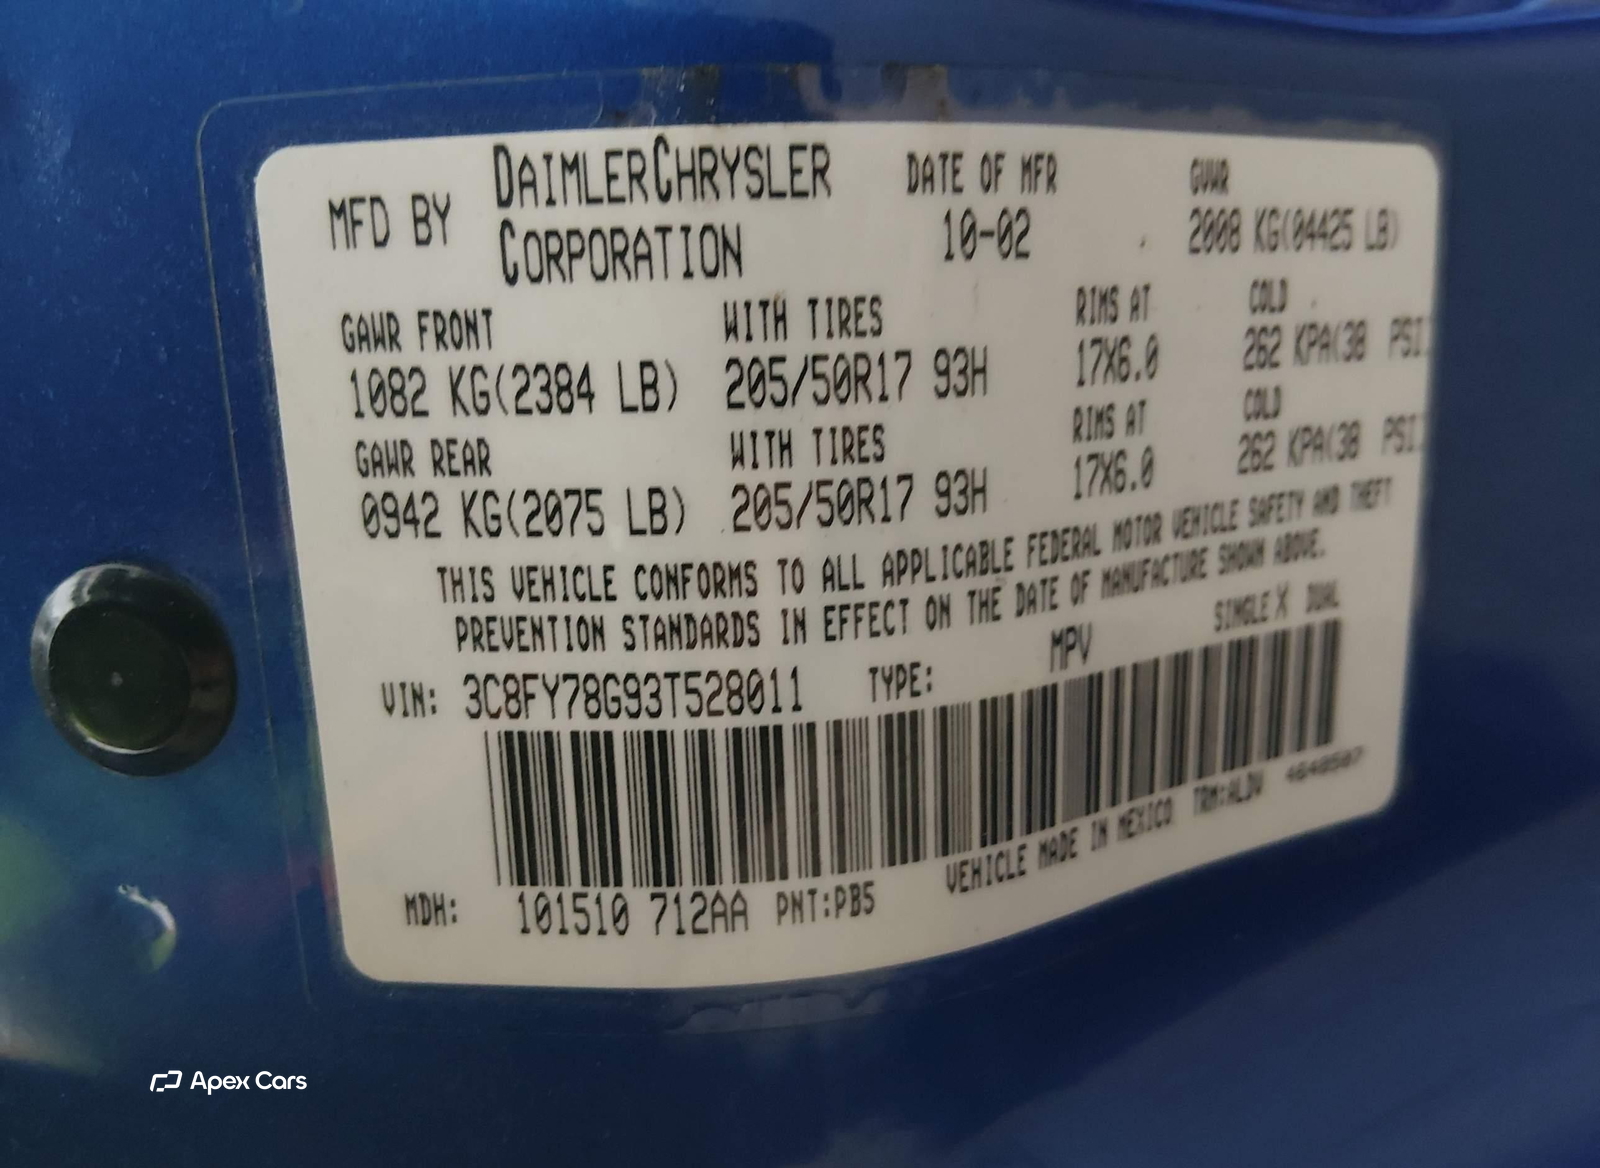 MFD BY DAIMLERCHRYSLER CORPORATION
DATE OF MFR 10-02
GVWR 2008 KG(04425 LB)
GAWR FRONT WITH TIRES RIMS AT COLD
1082 KG(2384 LB) 205/50R17 93H 17X6.0 262 KPA(38 PSI)
GAWR REAR WITH TIRES RIMS AT COLD
0942 KG(2075 LB) 205/50R17 93H 17X6.0 262 KPA(38 PSI)
THIS VEHICLE CONFORMS TO ALL APPLICABLE FEDERAL MOTOR VEHICLE SAFETY AND THEFT
PREVENTION STANDARDS IN EFFECT ON THE DATE OF MANUFACTURE SHOWN ABOVE.
VIN: 3C8FY78G93T528011 TYPE: MPV SINGLE X DUAL
MDH: 101510 712AA PNT:PB5 VEHICLE MADE IN MEXICO TRM:ALDV
Apex Cars